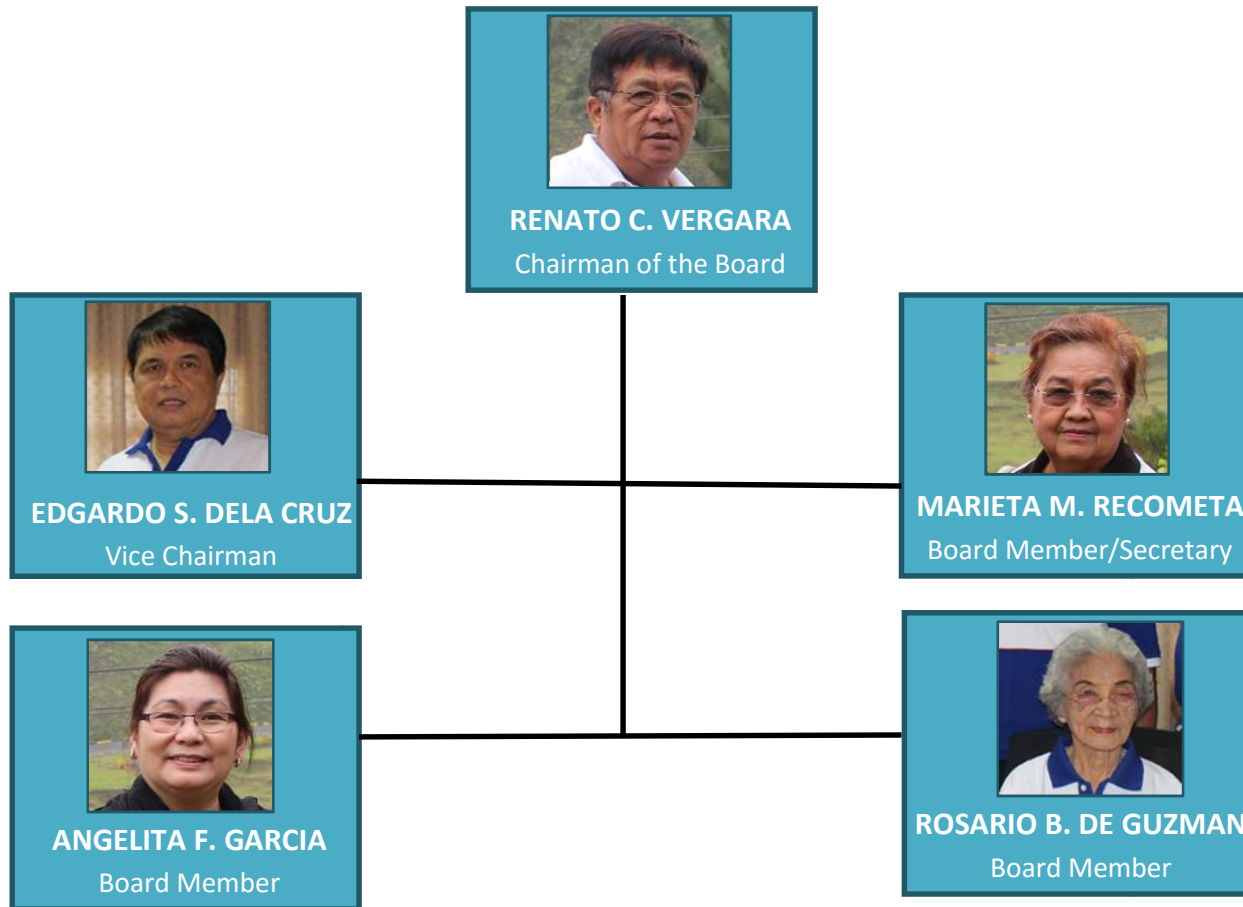 RENATO C. VERGARA
Chairman of the Board
EDGARDO S. DELA CRUZ
Vice Chairman
MARIETA M. RECOMETA
Board Member/Secretary
ANGELITA F. GARCIA
Board Member
ROSARIO B. DE GUZMAN
Board Member